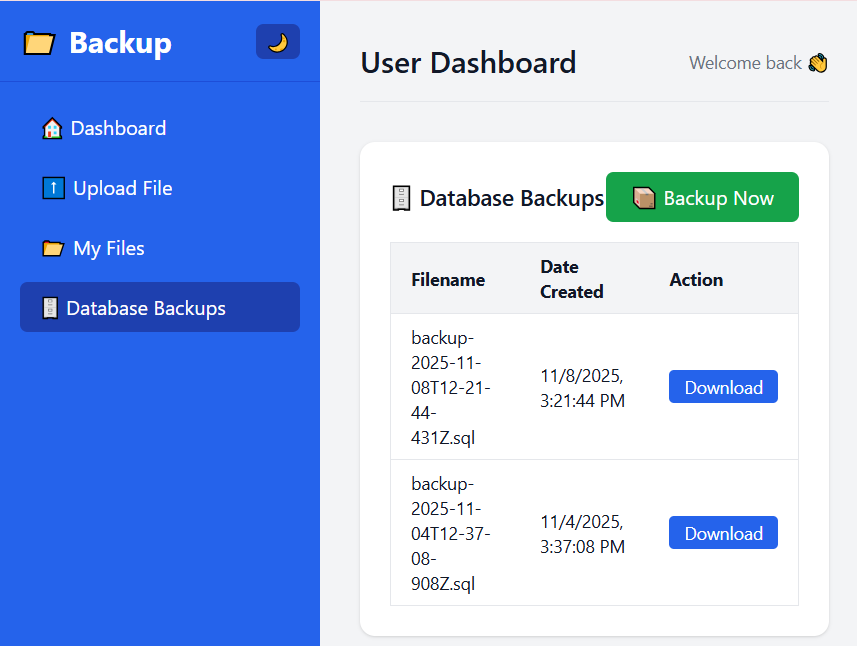 Backup
User Dashboard
Welcome back
Dashboard
Upload File
My Files
Database Backups
Database Backups
Backup Now
Filename
Date
Created
Action
backup-
2025-11-
08T12-21-
44-
431Z.sql
11/8/2025,
3:21:44 PM
Download
backup-
2025-11-
04T12-37-
08-
908Z.sql
11/4/2025,
3:37:08 PM
Download